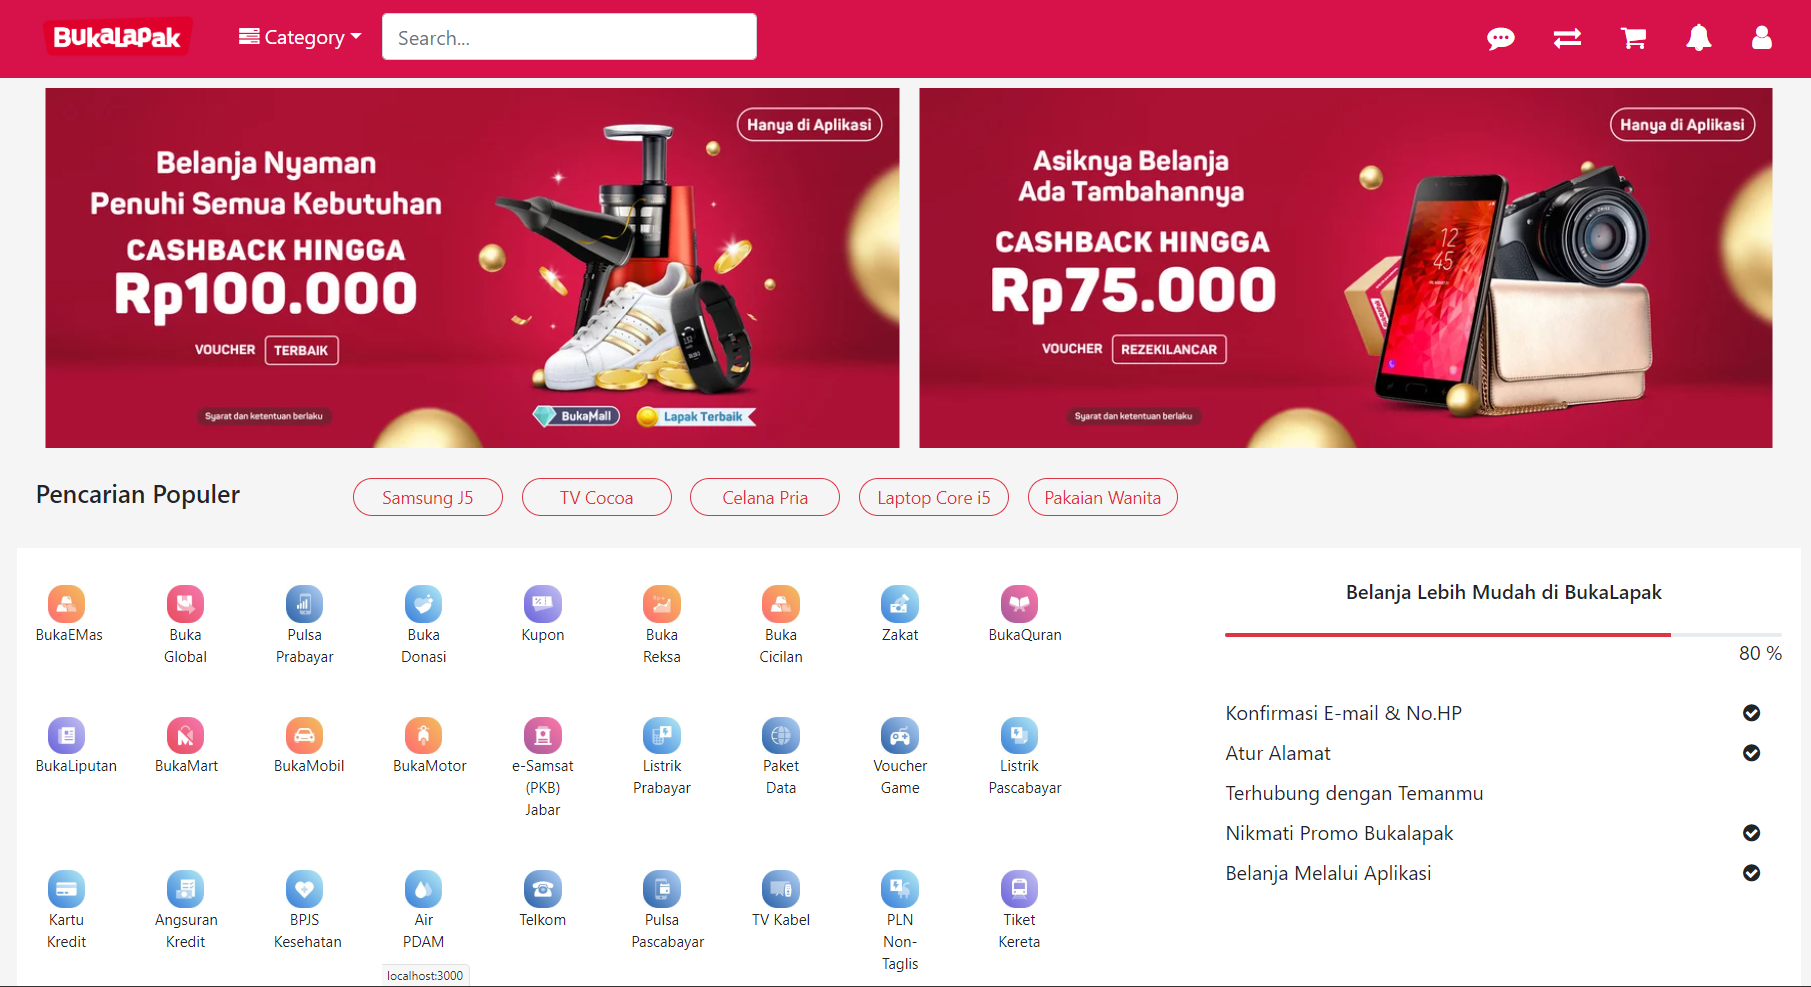 BukaLapak
Category
Search...
Hanya di Aplikasi
Belanja Nyaman
Penuhi Semua Kebutuhan
CASHBACK HINGGA
Rp100.000
VOUCHER TERBAIK
Syarat dan ketentuan berlaku
BukaMall
Lapak Terbaik
Hanya di Aplikasi
Asiknya Belanja
Ada Tambahannya
CASHBACK HINGGA
Rp75.000
VOUCHER REZEKILANCAR
Syarat dan ketentuan berlaku
12
45
Pencarian Populer
Samsung J5
TV Cocoa
Celana Pria
Laptop Core i5
Pakaian Wanita
BukaEMas
Buka
Global
Pulsa
Prabayar
Buka
Donasi
Kupon
Buka
Reksa
Buka
Cicilan
Zakat
BukaQuran
BukaLiputan
BukaMart
BukaMobil
BukaMotor
e-Samsat
(PKB)
Jabar
Listrik
Prabayar
Paket
Data
Voucher
Game
Listrik
Pascabayar
Kartu
Kredit
Angsuran
Kredit
BPJS
Kesehatan
Air
PDAM
Telkom
Pulsa
Pascabayar
TV Kabel
PLN
Non-
Taglis
Tiket
Kereta
Belanja Lebih Mudah di BukaLapak
80 %
Konfirmasi E-mail & No.HP
Atur Alamat
Terhubung dengan Temanmu
Nikmati Promo Bukalapak
Belanja Melalui Aplikasi
localhost:3000